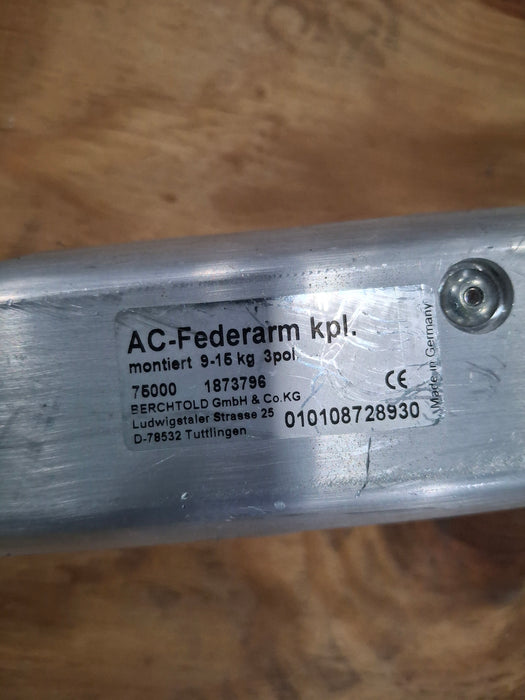 AC-Federarm kpl.
montiert 9-15 kg 3pol
75000 1873796
BERCHTOLD GmbH & Co.KG
Ludwigstaler Strasse 25
D-78532 Tuttlingen
CE
010108728930
Made in Germany